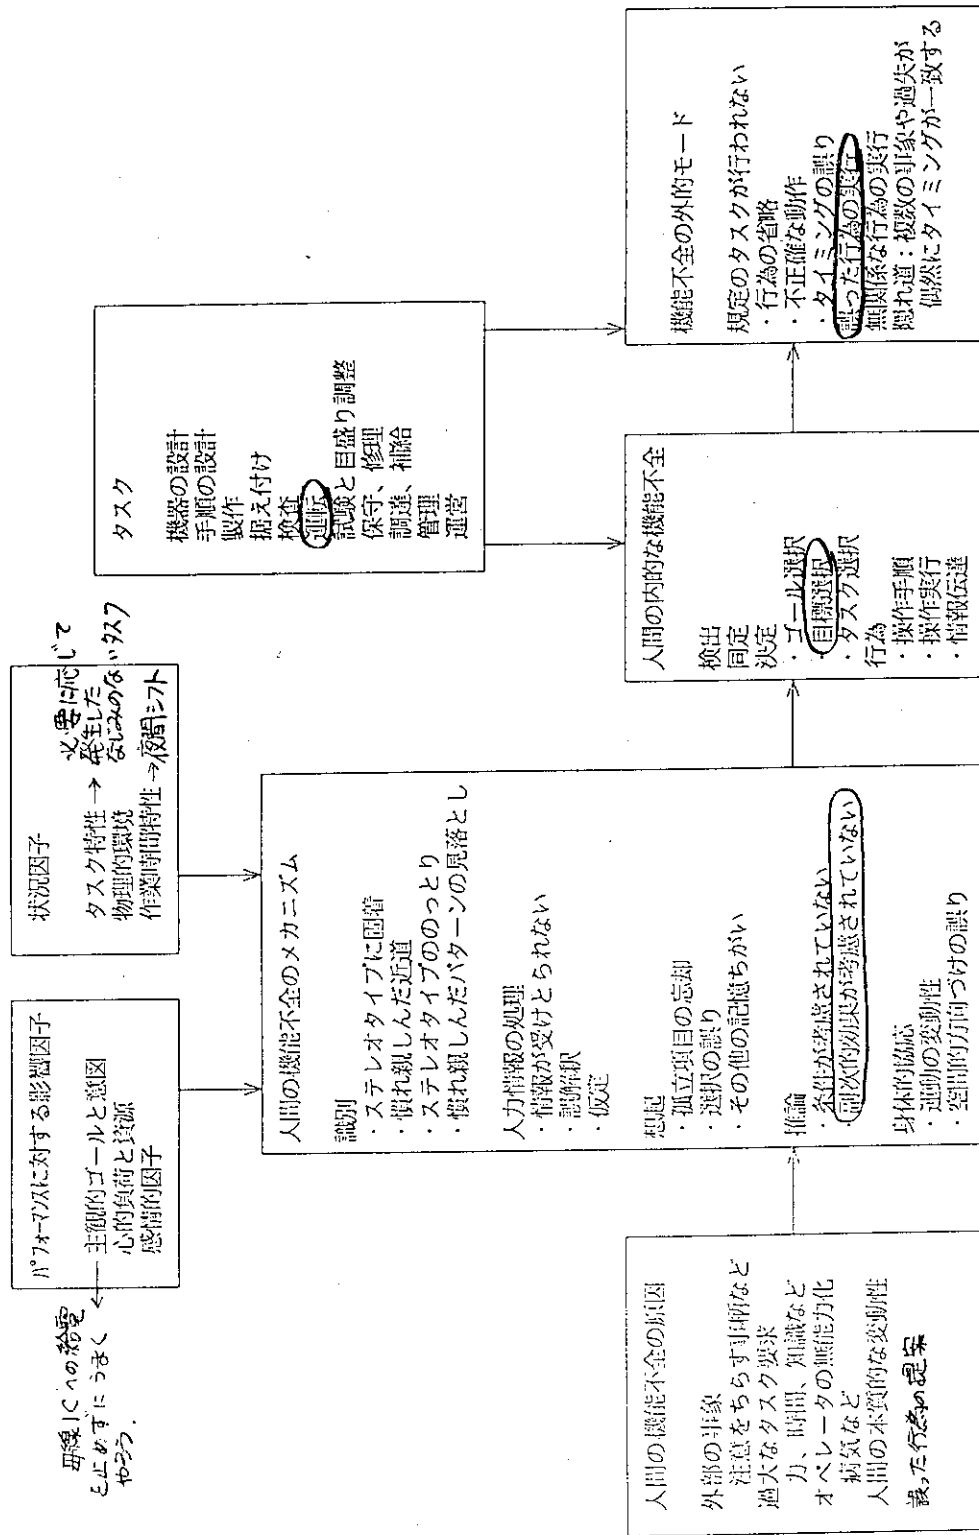 母線1Cへの給電
を止めずにうまく
やろう.
パフォーマンスに対する影響因子
主観的ゴールと意図
心的負荷と資源
感情的因子
状況因子
タスク特性
物理的環境
作業時間特性
必要に応じて
発生した
なじみのないタスク
夜間シフト
タスク
機器の設計
手順の設計
製作
据え付け
検査
運転
試験と目盛り調整
保守、修理
調達、補給
管理
運営
人間の機能不全の原因
外部の事象
注意をちらす事柄など
過大なタスク要求
力、時間、知識など
オペレータの無能力化
病気など
人間の本質的な変動性
誤った行為の提案
人間の機能不全のメカニズム
識別
・ステレオタイプに固着
・慣れ親しんだ近道
・ステレオタイプののっとり
・慣れ親しんだパターンの見落とし
入力情報の処理
・情報が受けとられない
・誤解釈
・仮定
想起
・孤立項目の忘却
・選択の誤り
・その他の記憶ちがい
推論
・条件が考慮されていない
・副次的効果が考慮されていない
身体的協応
・運動の変動性
・空間的方向づけの誤り
人間の内的な機能不全
検出
同定
決定
・ゴール選択
・目標選択
・タスク選択
行為
・操作手順
・操作実行
・情報伝達
機能不全の外的モード
規定のタスクが行われない
・行為の省略
・不正確な動作
・タイミングの誤り
誤った行為の実行
無関係な行為の実行
隠れ道：複数の事象や過失が
偶然にタイミングが一致する